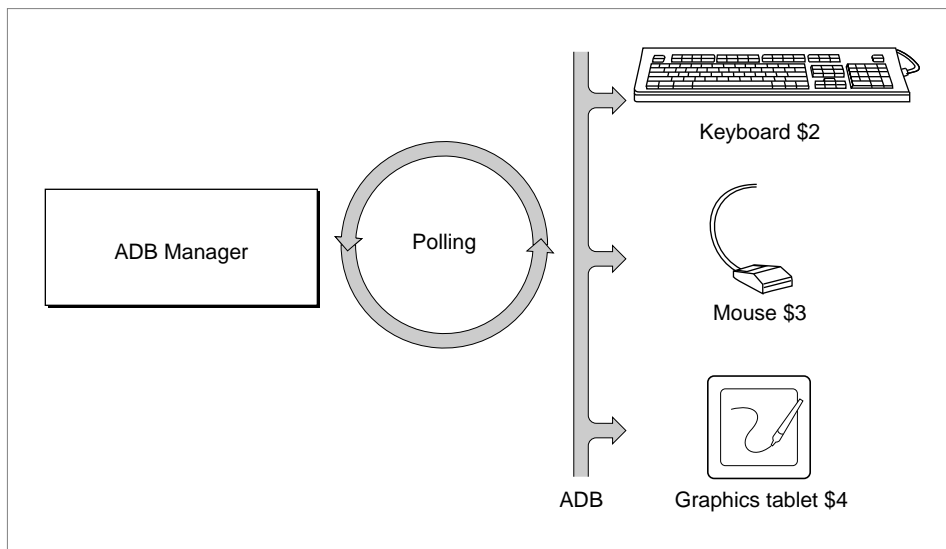 Keyboard $2
ADB Manager
Polling
Mouse $3
ADB
Graphics tablet $4